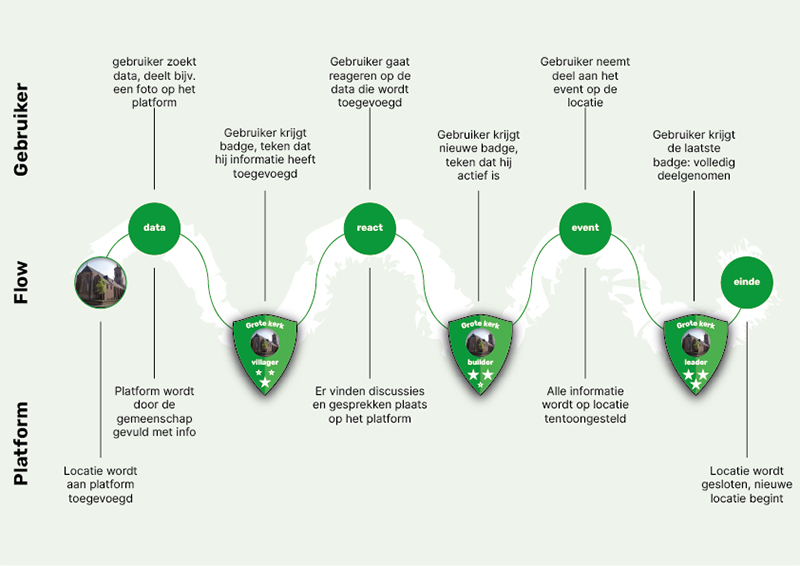 Gebruiker
gebruiker zoekt
data, deelt bijv.
een foto op het
platform
Gebruiker krijgt
badge, teken dat
hij informatie heeft
toegevoegd
Gebruiker gaat
reageren op de
data die wordt
toegevoegd
Gebruiker krijgt
nieuwe badge,
teken dat hij
actief is
Gebruiker neemt
deel aan het
event op de
locatie
Gebruiker krijgt
de laatste
badge: volledig
deelgenomen
Flow
data
Grote kerk
villager
react
Grote kerk
builder
event
Grote kerk
leader
einde
Platform
Locatie wordt
aan platform
toegevoegd
Platform wordt
door de
gemeenschap
gevuld met info
Er vinden discussies
en gesprekken plaats
op het platform
Alle informatie
wordt op locatie
tentoongesteld
Locatie wordt
gesloten, nieuwe
locatie begint